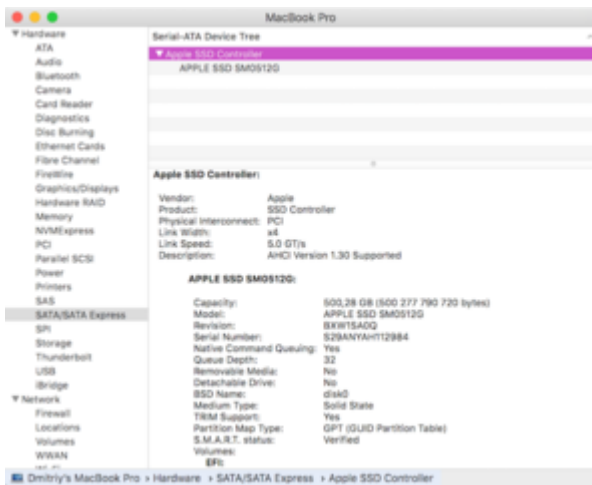 MacBook Pro
Hardware
ATA
Audio
Bluetooth
Camera
Card Reader
Diagnostics
Disc Burning
Ethernet Cards
Fibre Channel
FireWire
Graphics/Displays
Hardware RAID
Memory
NVMExpress
PCI
Parallel SCSI
Power
Printers
SAS
SATA/SATA Express
SPI
Storage
Thunderbolt
USB
iBridge
Network
Firewall
Locations
Volumes
WWAN
Wi-Fi
Serial-ATA Device Tree
Apple SSD Controller
APPLE SSD SM0512G
Apple SSD Controller:
Vendor: Apple
Product: SSD Controller
Physical Interconnect: PCI
Link Width: x4
Link Speed: 5.0 GT/s
Description: AHCI Version 1.30 Supported
APPLE SSD SM0512G:
Capacity: 500,28 GB (500 277 790 720 bytes)
Model: APPLE SSD SM0512G
Revision: BXW1SA0Q
Serial Number: S29ANYAH112984
Native Command Queuing: Yes
Queue Depth: 32
Removable Media: No
Detachable Drive: No
BSD Name: disk0
Medium Type: Solid State
TRIM Support: Yes
Partition Map Type: GPT (GUID Partition Table)
S.M.A.R.T. status: Verified
Volumes:
EFI:
Dmitriy's MacBook Pro › Hardware › SATA/SATA Express › Apple SSD Controller